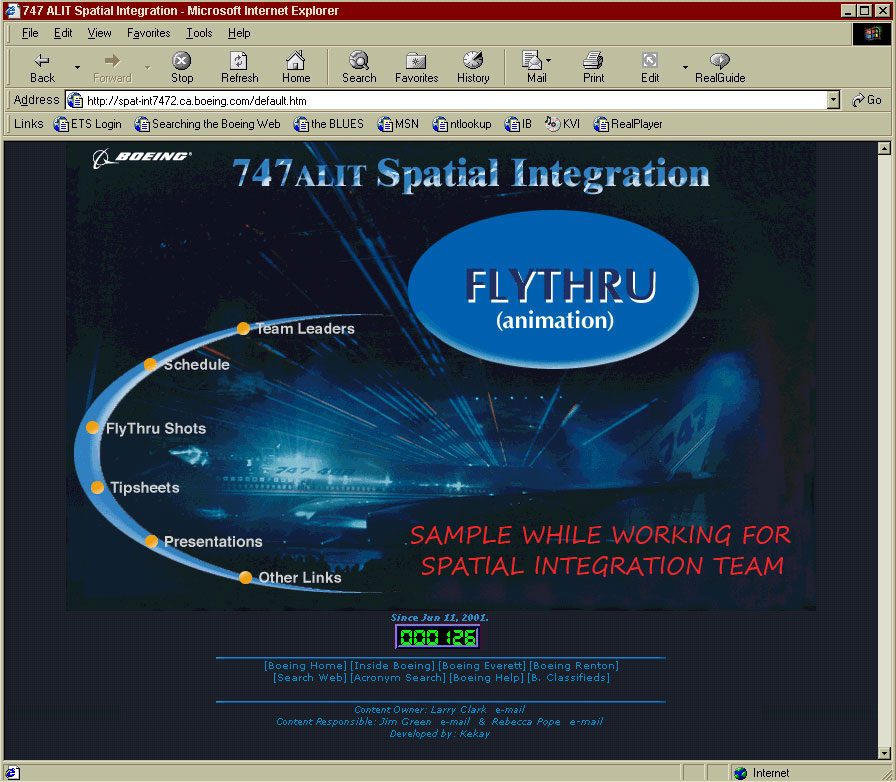 747 ALIT Spatial Integration - Microsoft Internet Explorer
File Edit View Favorites Tools Help
Back Forward Stop Refresh Home Search Favorites History Mail Print Edit RealGuide
Address http://spat-int7472.ca.boeing.com/default.htm Go
Links ETS Login Searching the Boeing Web the BLUES MSN ntlookup IB KVI RealPlayer
BOEING®
747ALIT Spatial Integration
FLYTHRU
(animation)
Team Leaders
Schedule
FlyThru Shots
747
747-400
Tipsheets
Presentations
SAMPLE WHILE WORKING FOR
SPATIAL INTEGRATION TEAM
Other Links
Since Jun 11, 2001.
000126
[Boeing Home] [Inside Boeing] [Boeing Everett] [Boeing Renton]
[Search Web] [Acronym Search] [Boeing Help] [B. Classifieds]
Content Owner: Larry Clark e-mail
Content Responsible: Jim Green e-mail & Rebecca Pope e-mail
Developed by: Kekay
Internet